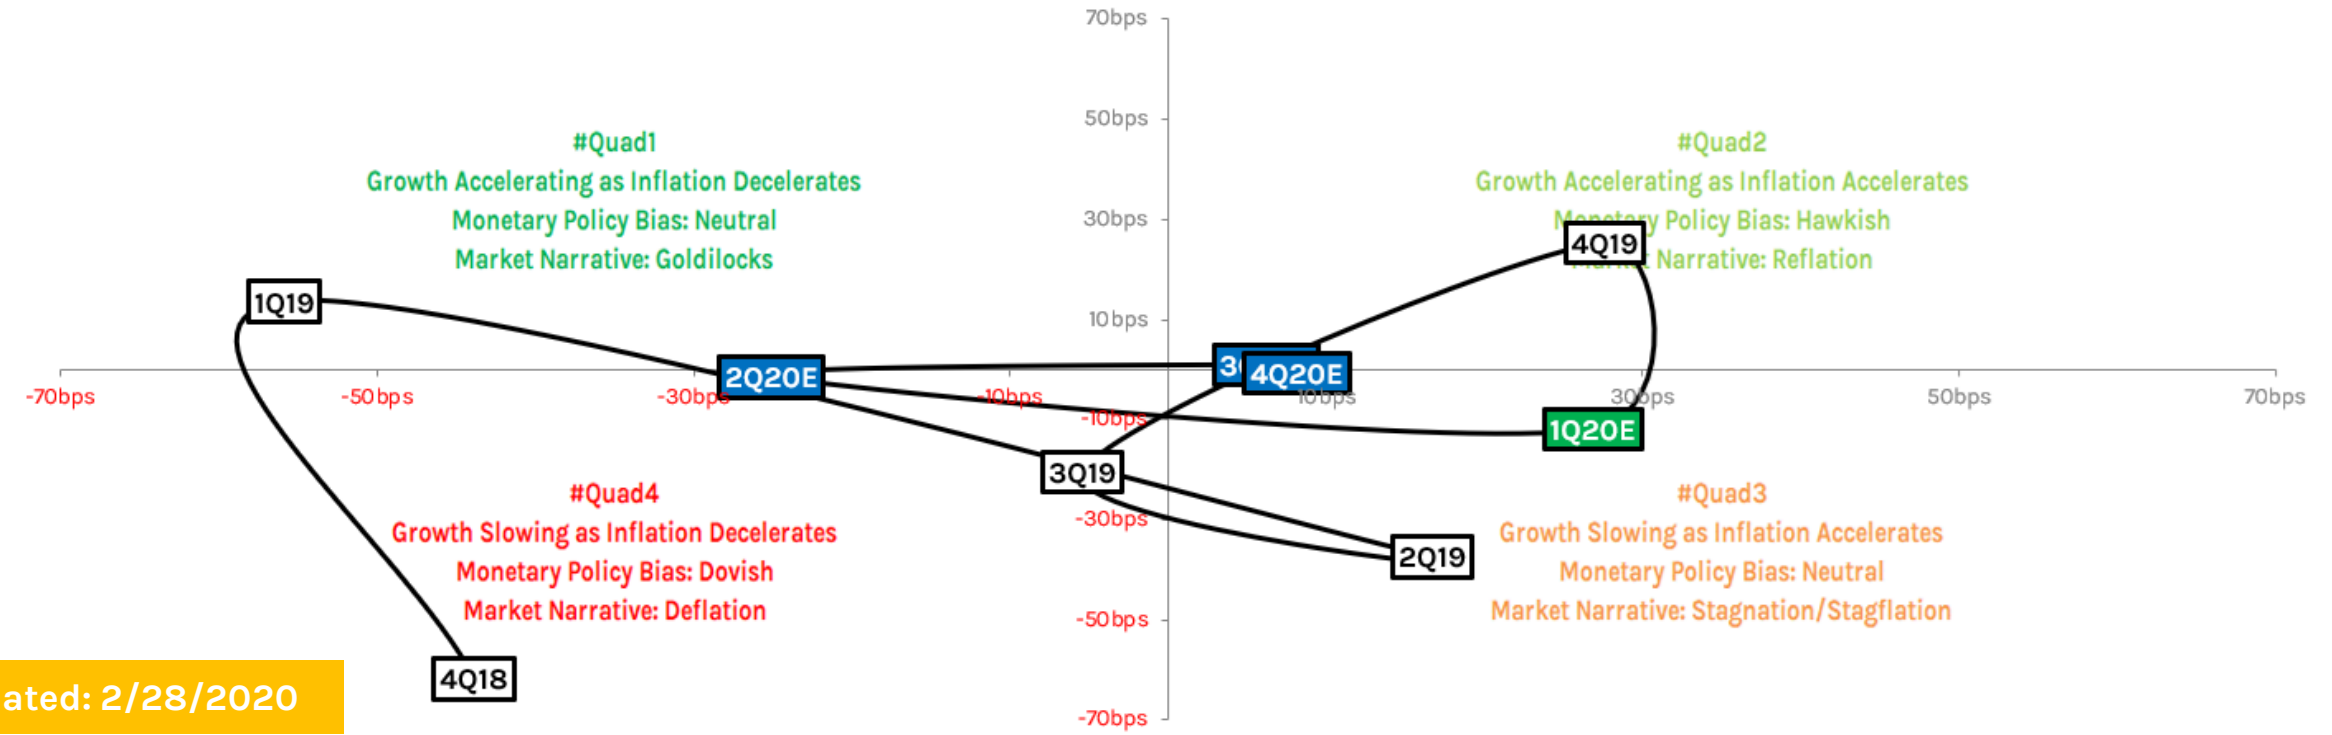 70bps
50bps
#Quad1
#Quad2
Growth Accelerating as Inflation Decelerates
Growth Accelerating as Inflation Accelerates
Monetary Policy Bias: Neutral
30bps
Policy Bias: Hawkish
4Q19
Market Narrative: Goldilocks
Narrative: Reflation
1Q19
10bps
2Q20E
4Q20E
-70bps
-50bps
-30bps
-10bps
10bps
30bps
50bps
70bps
-10bps
1Q20E
3Q19
#Quad4
#Quad3
-30bps
Growth Slowing as Inflation Decelerates
Growth Slowing as Inflation Accelerates
2Q19
Monetary Policy Bias: Dovish
Monetary Policy Bias: Neutral
Market Narrative: Deflation
Market Narrative: Stagnation/Stagflation
-50bps
4Q18
ated: 2/28/2020
-70bps